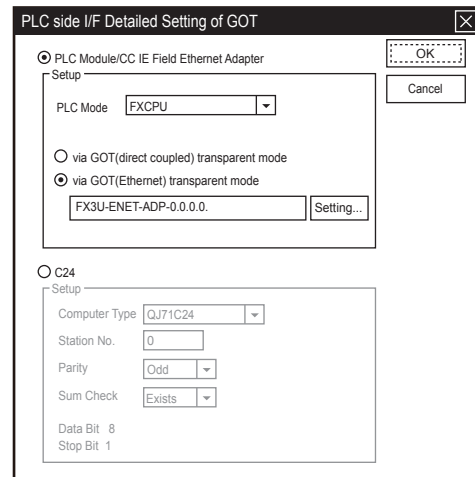 PLC side I/F Detailed Setting of GOT
PLC Module/CC IE Field Ethernet Adapter
OK
Cancel
Setup
PLC Mode FXCPU
via GOT(direct coupled) transparent mode
via GOT(Ethernet) transparent mode
FX3U-ENET-ADP-0.0.0.0. Setting...
C24
Setup
Computer Type QJ71C24
Station No. 0
Parity Odd
Sum Check Exists
Data Bit 8
Stop Bit 1